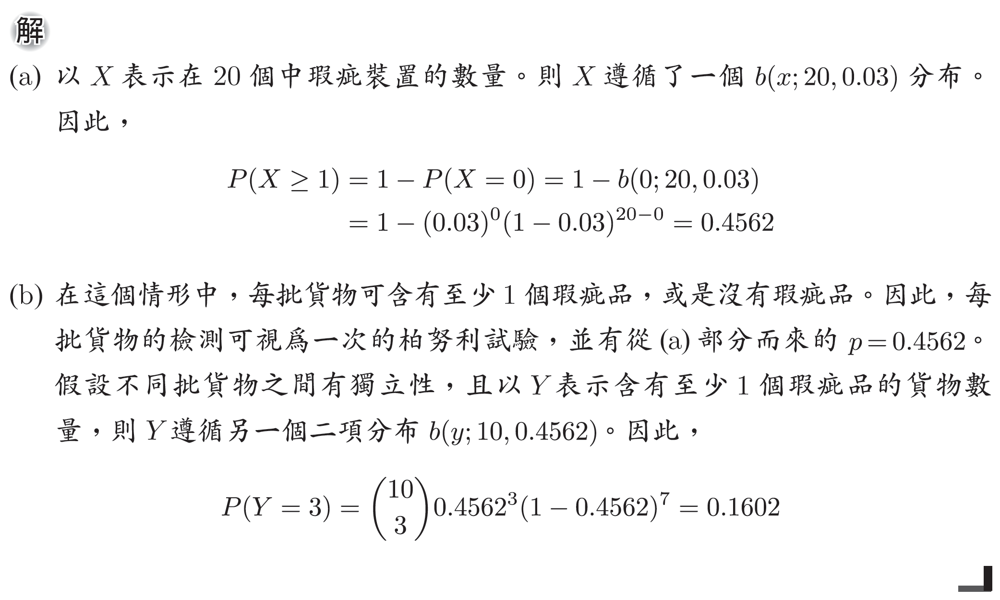 解
(a) 以 X 表示在 20 個中瑕疵裝置的數量。則 X 遵循了一個 b(x; 20, 0.03) 分布。
因此，
P(X ≥ 1) = 1 − P(X = 0) = 1 − b(0; 20, 0.03)
= 1 − (0.03)⁰(1 − 0.03)²⁰⁻⁰ = 0.4562
(b) 在這個情形中，每批貨物可含有至少 1 個瑕疵品，或是沒有瑕疵品。因此，每
批貨物的檢測可視爲一次的柏努利試驗，並有從 (a) 部分而來的 p = 0.4562。
假設不同批貨物之間有獨立性，且以 Y 表示含有至少 1 個瑕疵品的貨物數
量，則 Y 遵循另一個二項分布 b(y; 10, 0.4562)。因此，
P(Y = 3) = (10 3) 0.4562³(1 − 0.4562)⁷ = 0.1602